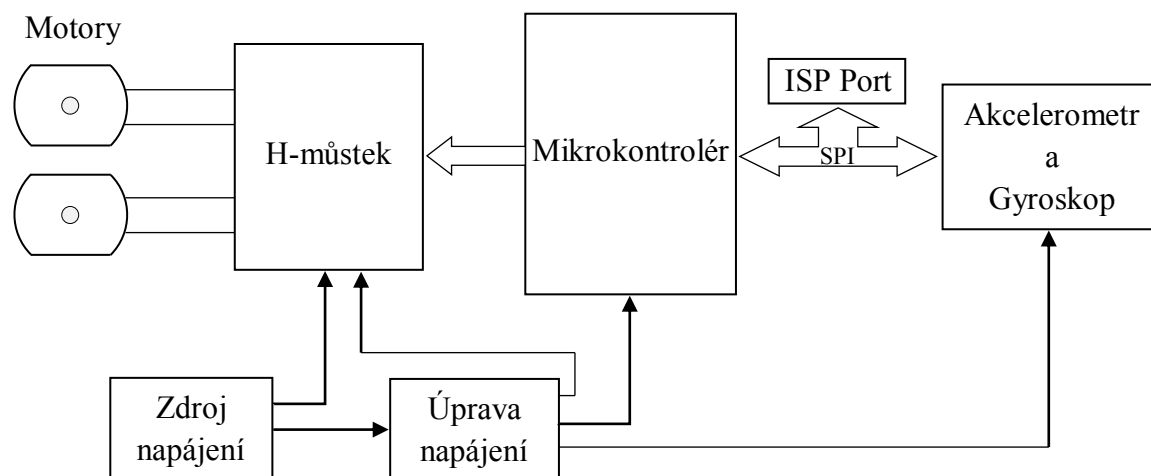 Motory
H-můstek
Mikrokontrolér
ISP Port
SPI
Akcelerometr
a
Gyroskop
Zdroj
napájení
Úprava
napájení